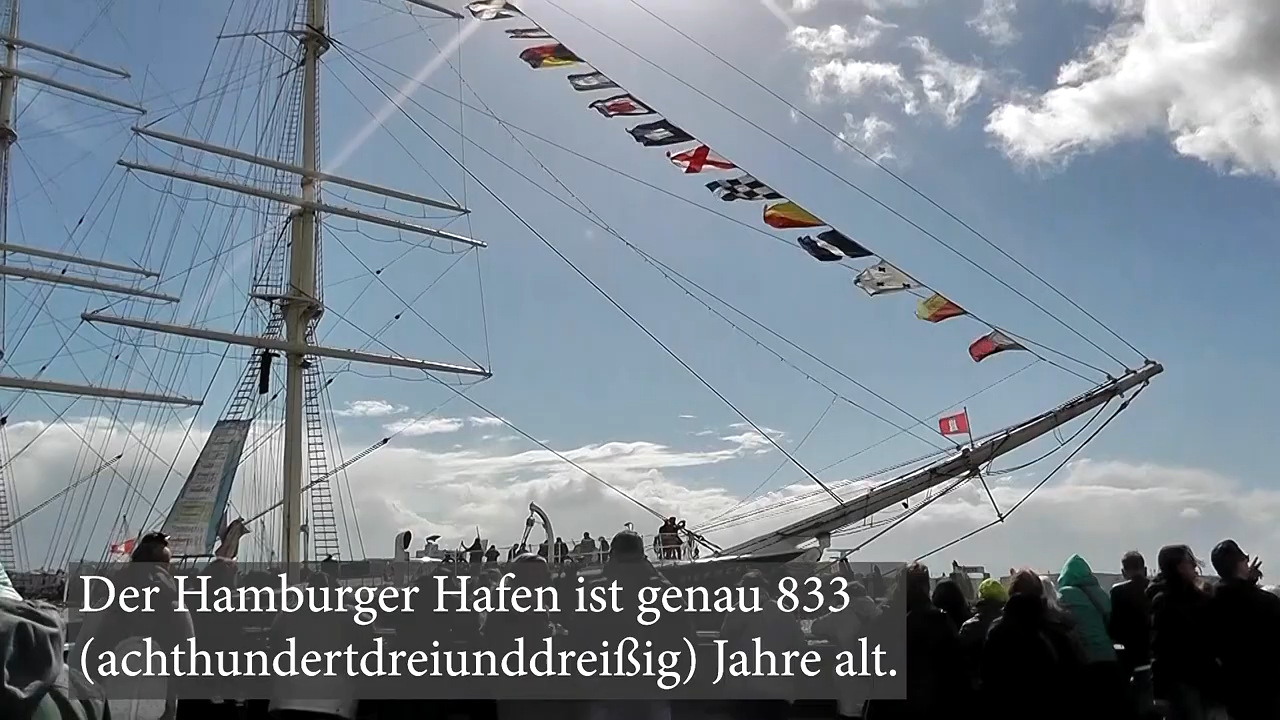 Der Hamburger Hafen ist genau 833
(achthundertdreiunddreißig) Jahre alt.